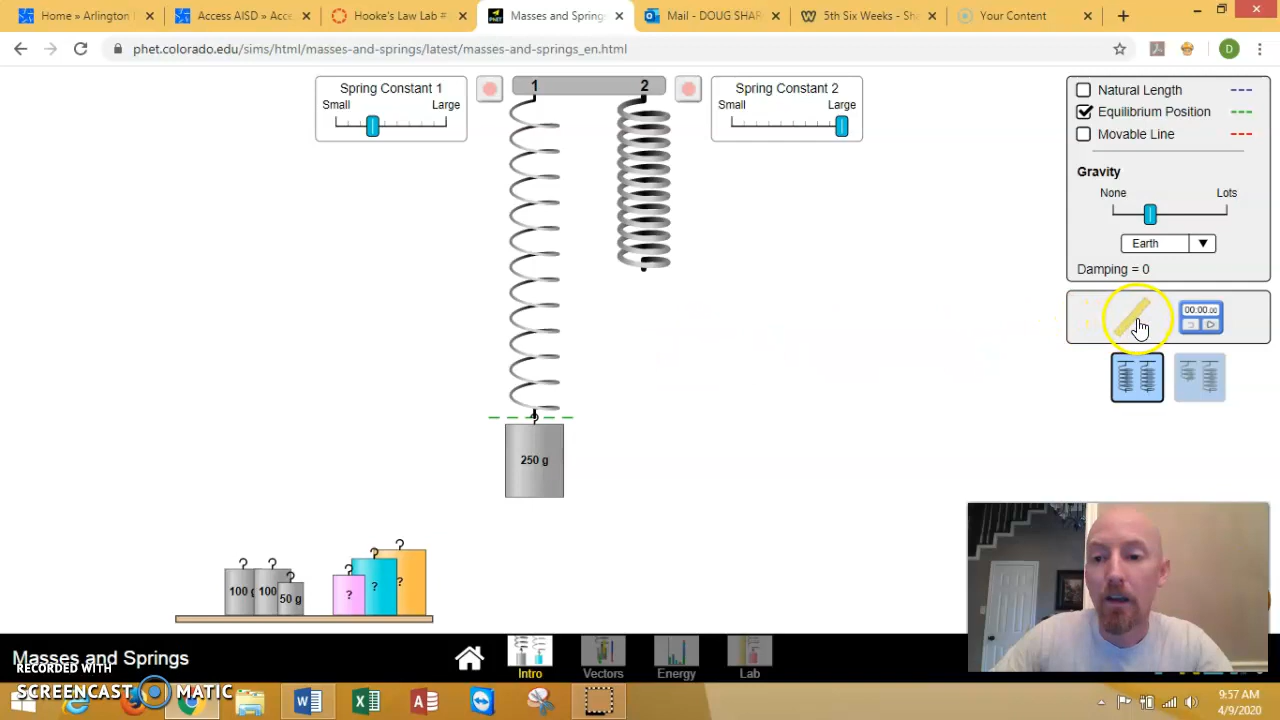 Home » Arlington
Access AISD » Acce
Hooke's Law Lab #
Masses and Spring
Mail - DOUG SHAR
5th Six Weeks - Sha
Your Content
phet.colorado.edu/sims/html/masses-and-springs/latest/masses-and-springs_en.html
D
Spring Constant 1
Small Large
1 2
Spring Constant 2
Small Large
Natural Length
Equilibrium Position
Movable Line
Gravity
None Lots
Earth
Damping = 0
00:00.00
250 g
100 g
100
50 g
? ? ?
Masses and Springs
Intro
Vectors
Energy
Lab
RECORDED WITH
SCREENCAST MATIC
9:57 AM
4/9/2020